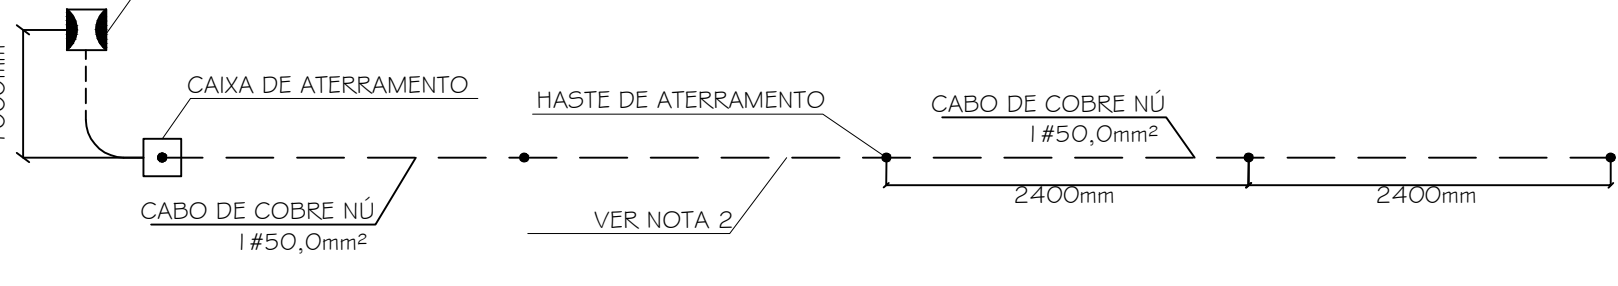 CAIXA DE ATERRAMENTO
HASTE DE ATERRAMENTO
CABO DE COBRE NÚ
1#50,0mm²
2400mm
2400mm
CABO DE COBRE NÚ
1#50,0mm²
VER NOTA 2